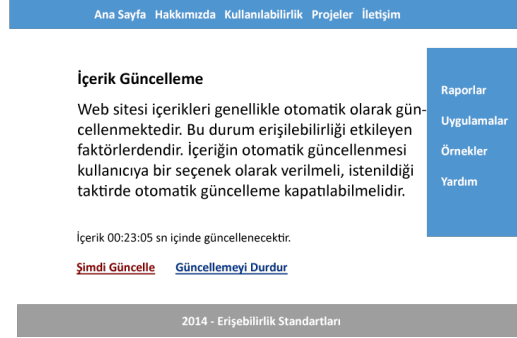 Ana Sayfa Hakkımızda Kullanılabilirlik Projeler İletişim
İçerik Güncelleme
Web sitesi içerikleri genellikle otomatik olarak gün-
cellenmektedir. Bu durum erişilebilirliği etkileyen
faktörlerdendir. İçeriğin otomatik güncellenmesi
kullanıcıya bir seçenek olarak verilmeli, istenildiği
taktirde otomatik güncelleme kapatılabilmelidir.
İçerik 00:23:05 sn içinde güncellenecektir.
Şimdi Güncelle Güncellemeyi Durdur
Raporlar
Uygulamalar
Örnekler
Yardım
2014 - Erişebilirlik Standartları